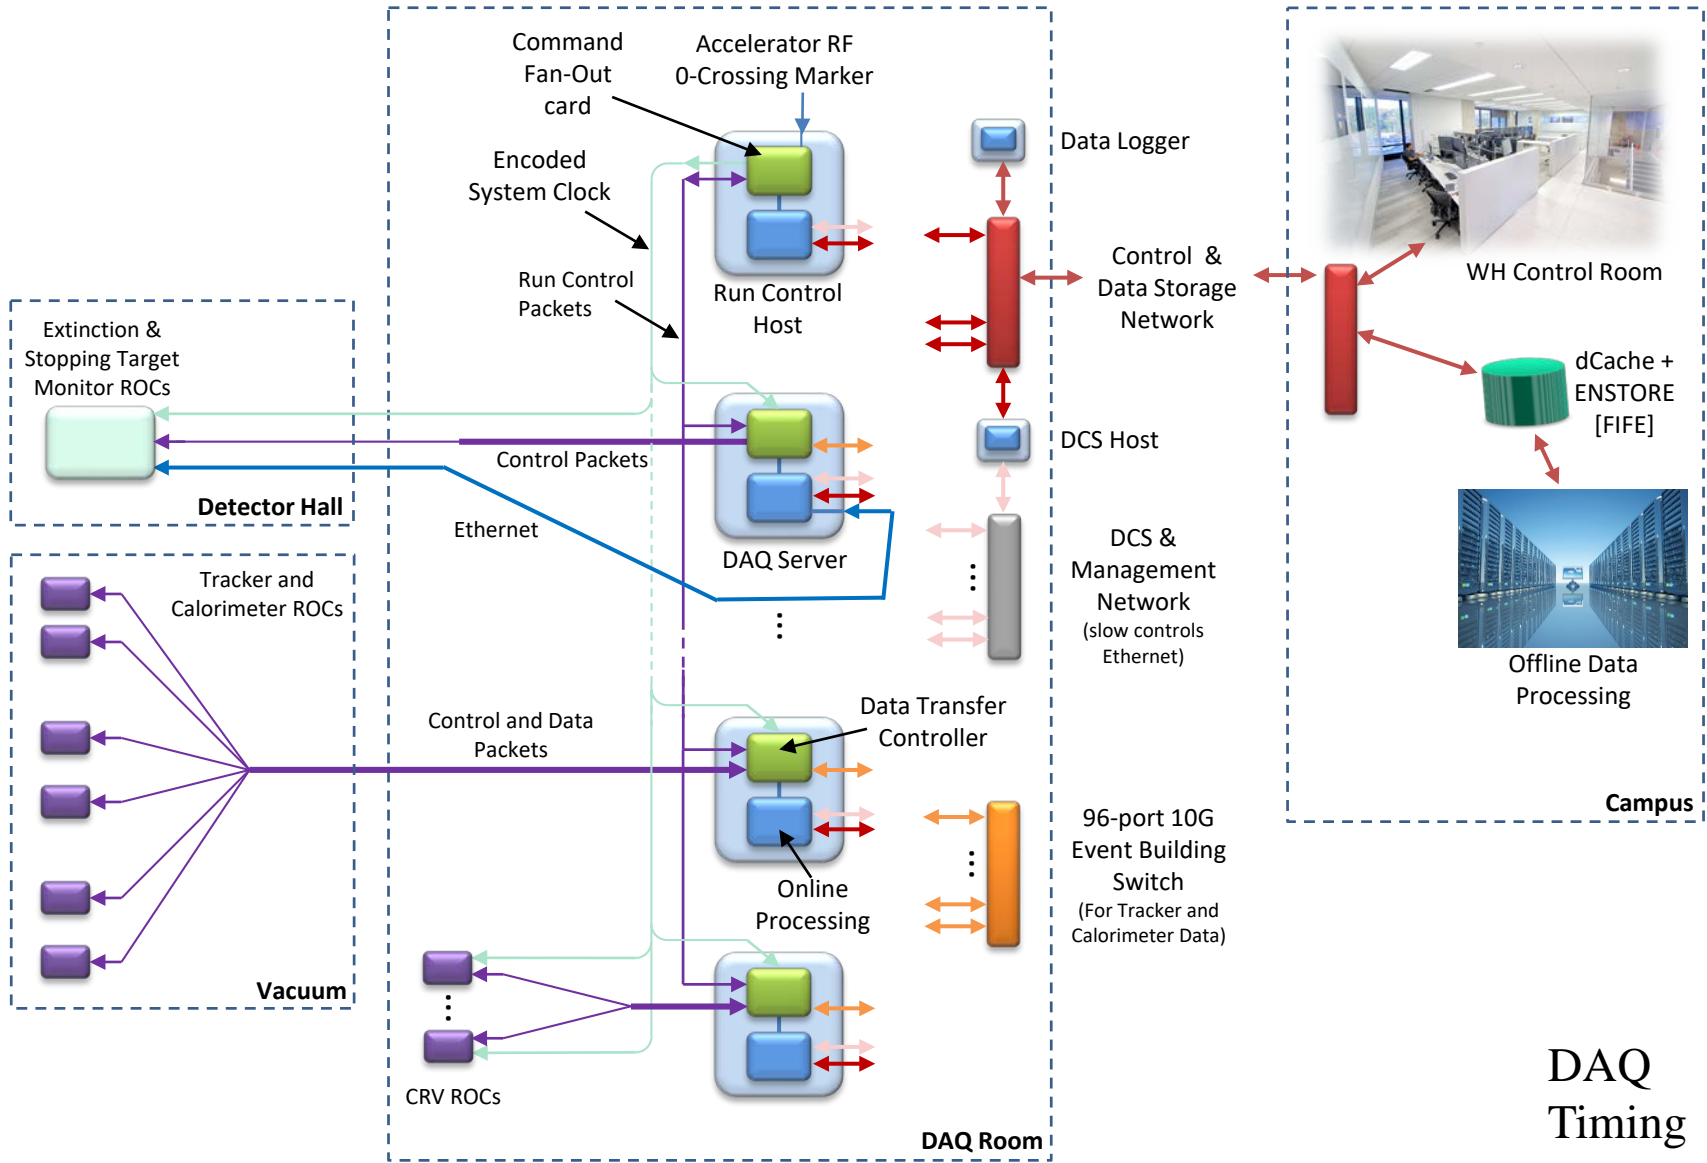 Command
Fan-Out
card
Accelerator RF
0-Crossing Marker
Encoded
System Clock
Data Logger
Run Control
Packets
Run Control
Host
Control &
Data Storage
Network
WH Control Room
Extinction &
Stopping Target
Monitor ROCs
dCache +
ENSTORE
[FIFE]
Control Packets
DCS Host
Detector Hall
Ethernet
DAQ Server
DCS &
Management
Network
(slow controls
Ethernet)
Tracker and
Calorimeter ROCs
Offline Data
Processing
Control and Data
Packets
Data Transfer
Controller
Campus
96-port 10G
Event Building
Switch
(For Tracker and
Calorimeter Data)
Online
Processing
Vacuum
CRV ROCs
DAQ Room
DAQ
Timing